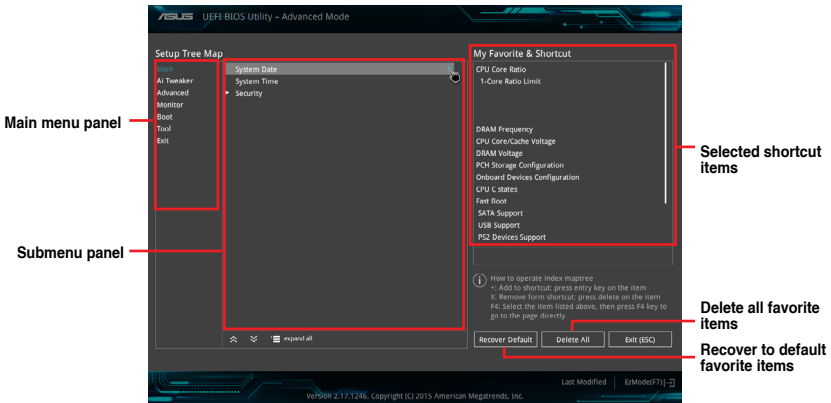 ASUS UEFI BIOS Utility – Advanced Mode
Setup Tree Map
Main
Ai Tweaker
Advanced
Monitor
Boot
Tool
Exit
System Date
System Time
Security
expand all
My Favorite & Shortcut
CPU Core Ratio
1-Core Ratio Limit
DRAM Frequency
CPU Core/Cache Voltage
DRAM Voltage
PCH Storage Configuration
Onboard Devices Configuration
CPU C states
Fast Boot
SATA Support
USB Support
PS2 Devices Support
How to operate index maptree
+: Add to shortcut: press entry key on the item
X: Remove form shortcut: press delete on the item
F4: Select the item listed above, then press F4 key to
go to the page directly.
Recover Default
Delete All
Exit (ESC)
Last Modified
EzMode(F7)
Version 2.17.1246. Copyright (C) 2015 American Megatrends, Inc.
Main menu panel
Submenu panel
Selected shortcut
items
Delete all favorite
items
Recover to default
favorite items